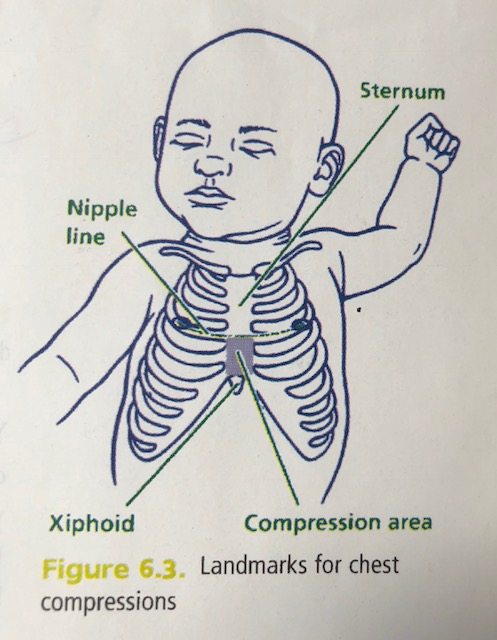 Sternum
Nipple
line
Xiphoid
Compression area
Figure 6.3. Landmarks for chest
compressions